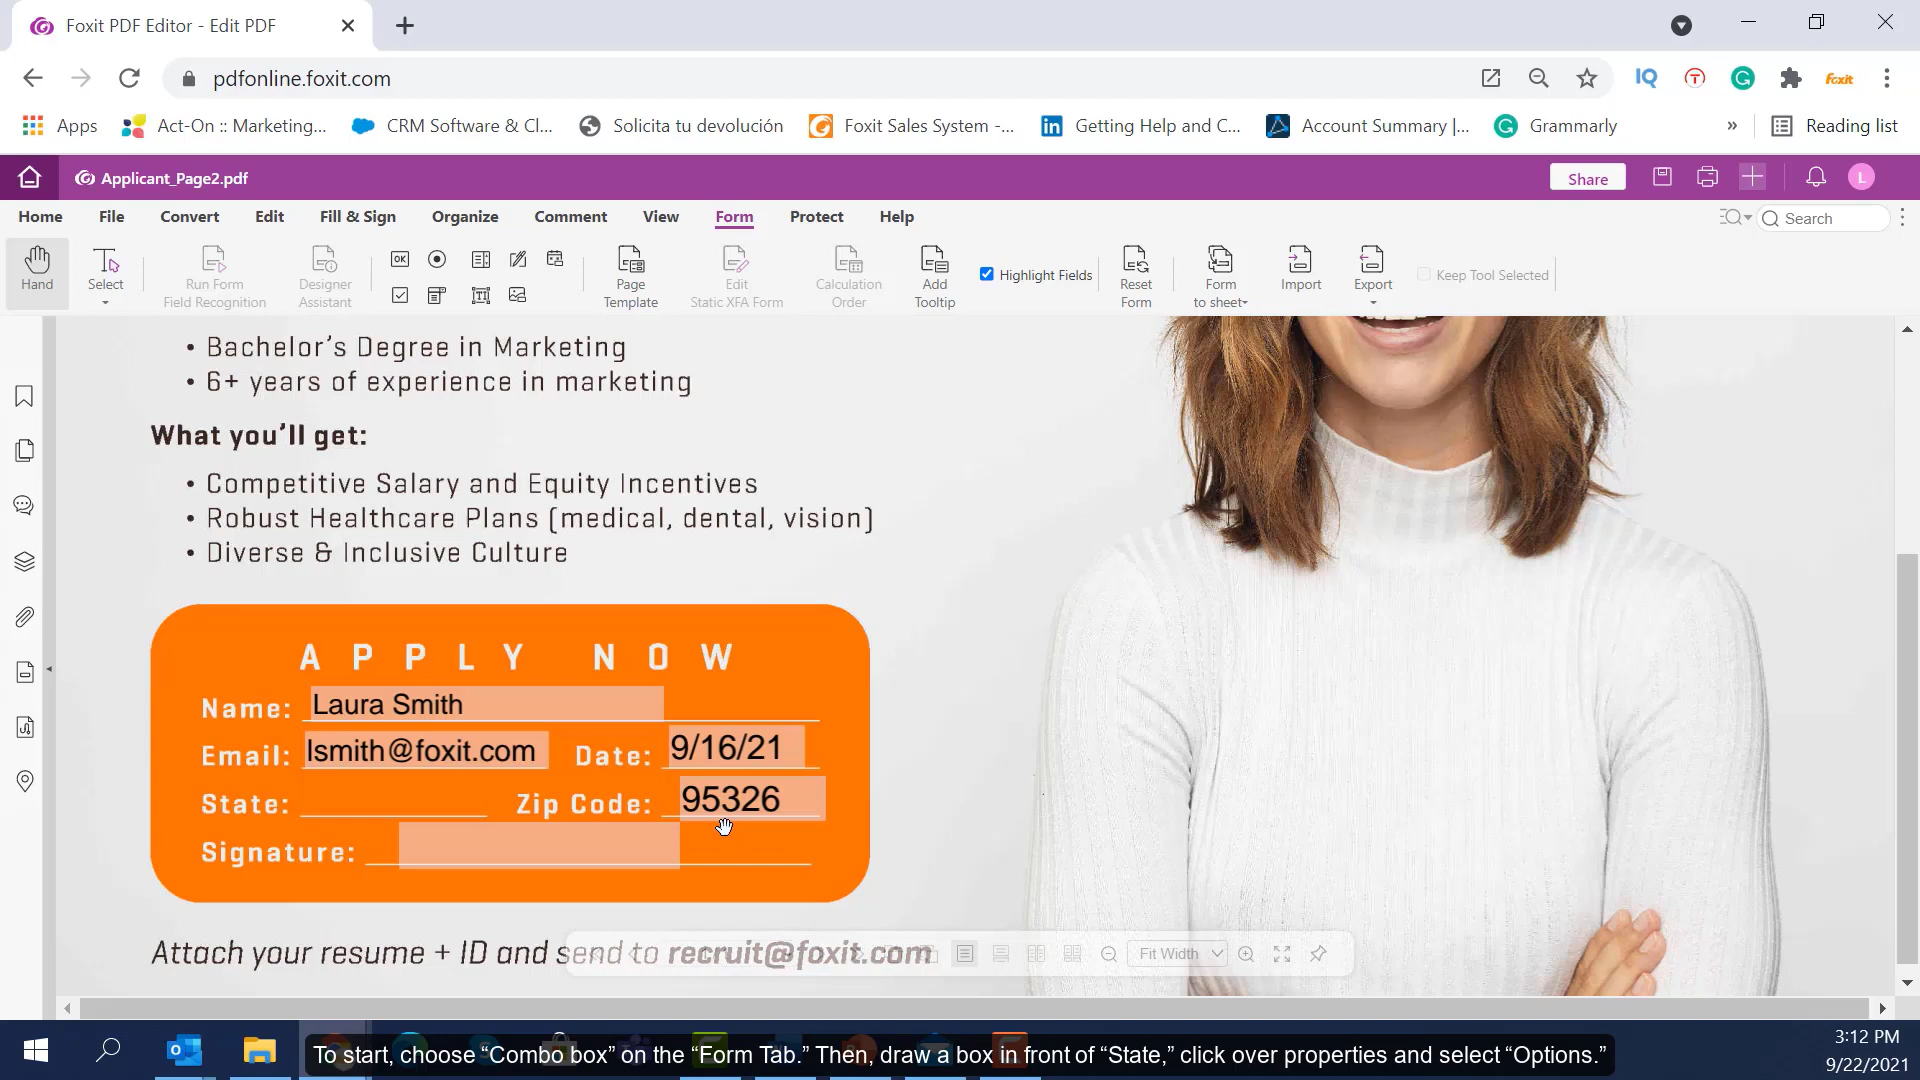 Foxit PDF Editor - Edit PDF
pdfonline.foxit.com
IQ
T
G
foxit
Apps
Act-On :: Marketing...
CRM Software & Cl...
Solicita tu devolución
Foxit Sales System -...
Getting Help and C...
Account Summary |...
Grammarly
»
Reading list
Applicant_Page2.pdf
Share
L
Home File Convert Edit Fill & Sign Organize Comment View Form Protect Help
Search
Hand
Select
Run Form
Field Recognition
Designer
Assistant
OK
Page
Template
Edit
Static XFA Form
Calculation
Order
Add
Tooltip
Highlight Fields
Reset
Form
Form
to sheet
Import
Export
Keep Tool Selected
• Bachelor's Degree in Marketing
• 6+ years of experience in marketing
What you'll get:
• Competitive Salary and Equity Incentives
• Robust Healthcare Plans (medical, dental, vision)
• Diverse & Inclusive Culture
APPLY NOW
Name: Laura Smith
Email: lsmith@foxit.com Date: 9/16/21
State: Zip Code: 95326
Signature:
Attach your resume + ID and send to recruit@foxit.com
Fit Width
To start, choose “Combo box” on the “Form Tab.” Then, draw a box in front of “State,” click over properties and select “Options.”
3:12 PM
9/22/2021